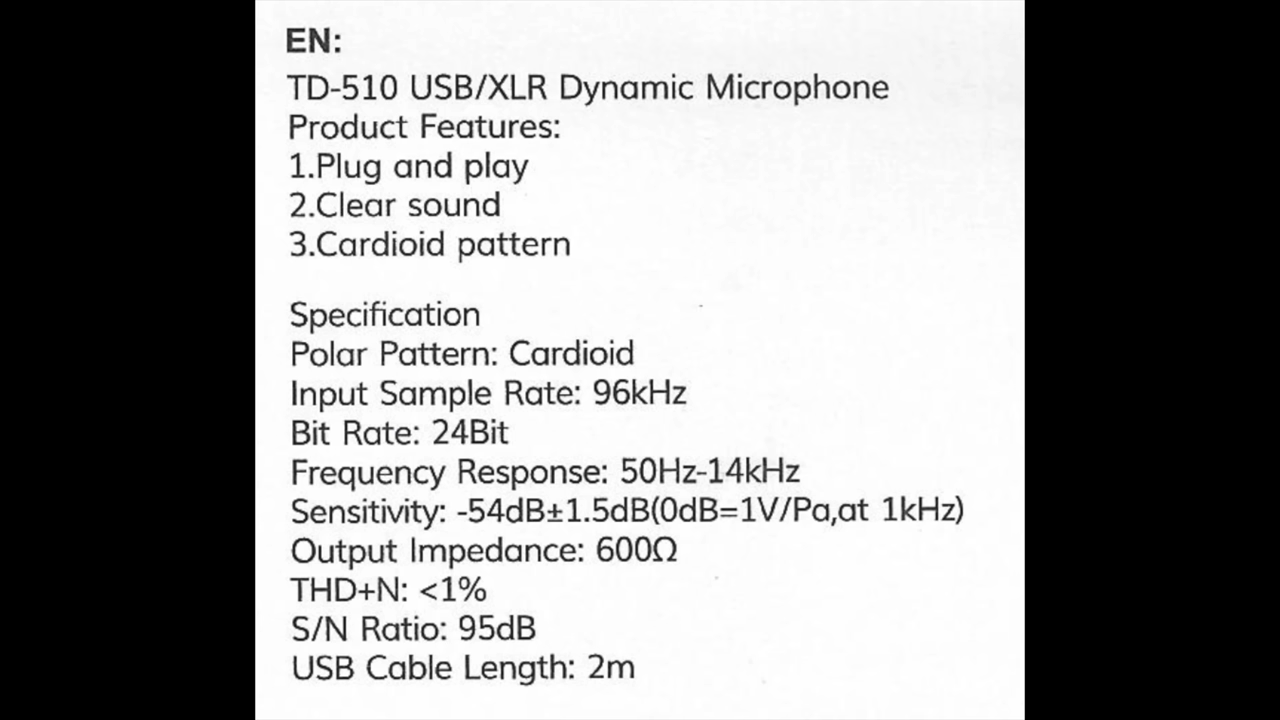 EN:
TD-510 USB/XLR Dynamic Microphone
Product Features:
1.Plug and play
2.Clear sound
3.Cardioid pattern
Specification
Polar Pattern: Cardioid
Input Sample Rate: 96kHz
Bit Rate: 24Bit
Frequency Response: 50Hz-14kHz
Sensitivity: -54dB±1.5dB(0dB=1V/Pa,at 1kHz)
Output Impedance: 600Ω
THD+N: <1%
S/N Ratio: 95dB
USB Cable Length: 2m